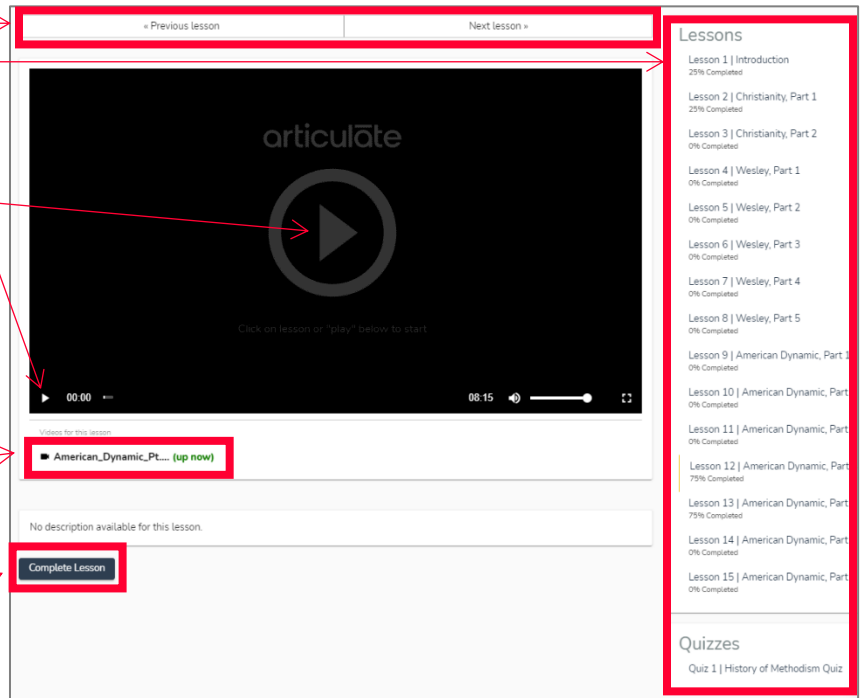 « Previous lesson
Next lesson »
articulāte
Click on lesson or "play" below to start
00:00
08:15
Videos for this lesson
American_Dynamic_Pt.... (up now)
No description available for this lesson.
Complete Lesson
Lessons
Lesson 1 | Introduction
25% Completed
Lesson 2 | Christianity, Part 1
25% Completed
Lesson 3 | Christianity, Part 2
0% Completed
Lesson 4 | Wesley, Part 1
0% Completed
Lesson 5 | Wesley, Part 2
0% Completed
Lesson 6 | Wesley, Part 3
0% Completed
Lesson 7 | Wesley, Part 4
0% Completed
Lesson 8 | Wesley, Part 5
0% Completed
Lesson 9 | American Dynamic, Part 1
0% Completed
Lesson 10 | American Dynamic, Part
0% Completed
Lesson 11 | American Dynamic, Part
0% Completed
Lesson 12 | American Dynamic, Part
75% Completed
Lesson 13 | American Dynamic, Part
75% Completed
Lesson 14 | American Dynamic, Part
0% Completed
Lesson 15 | American Dynamic, Part
0% Completed
Quizzes
Quiz 1 | History of Methodism Quiz